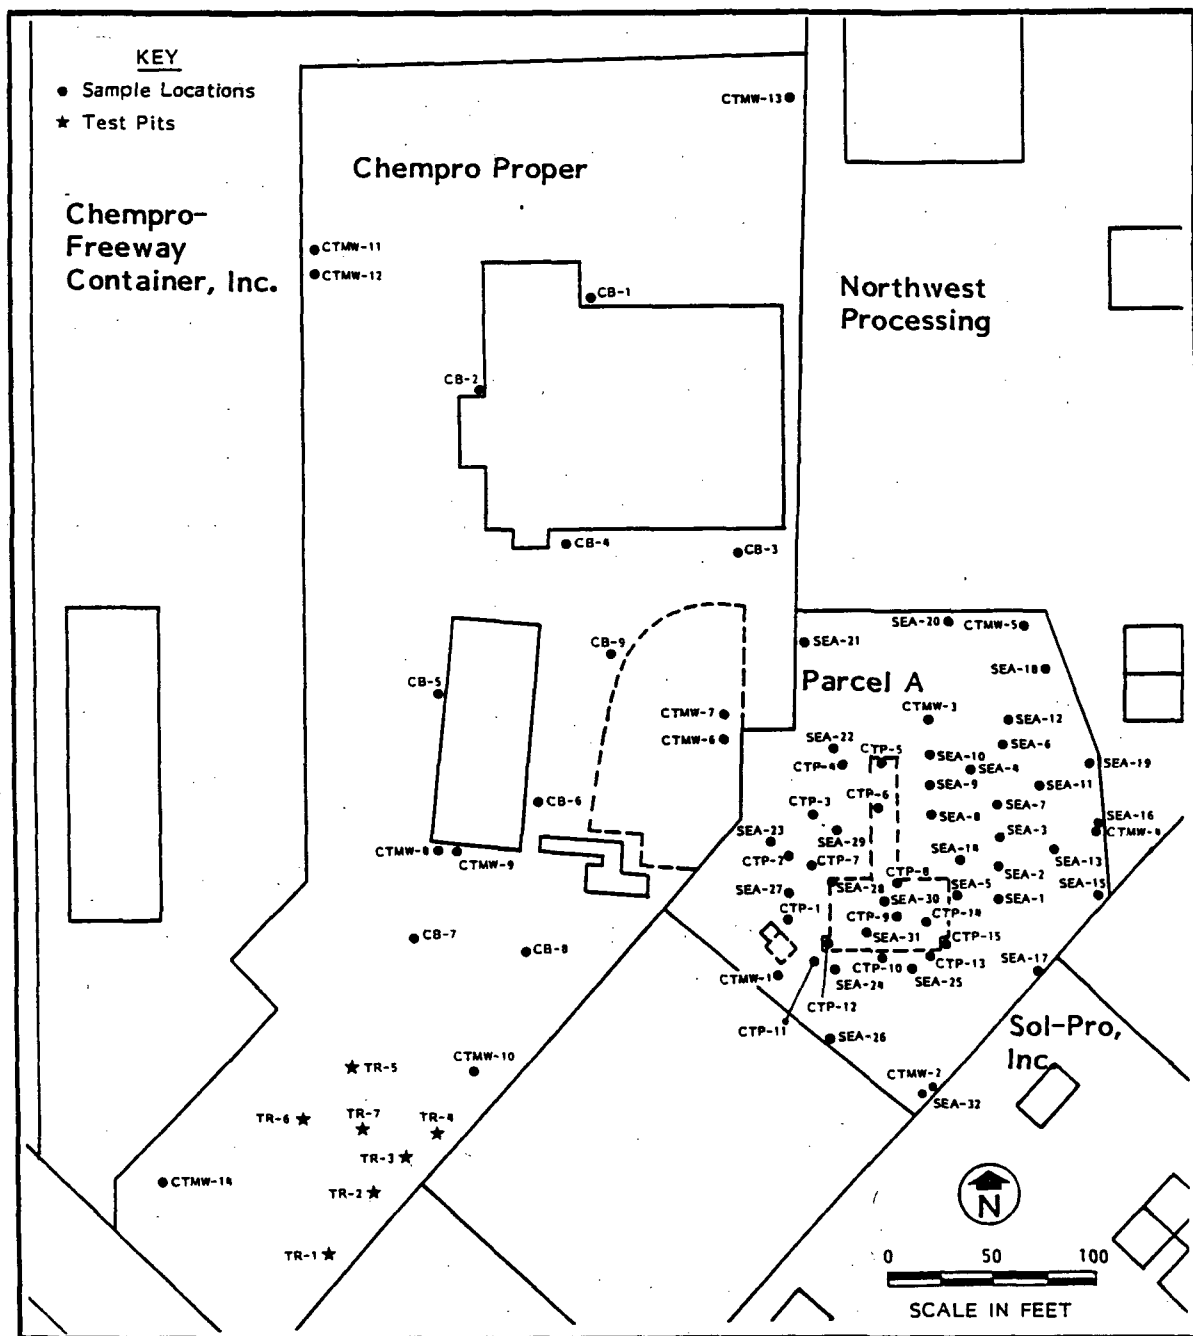 KEY
Sample Locations
Test Pits
CTMW-13
Chempro Proper
Chempro-
Freeway
Container, Inc.
CTMW-11
CTMW-12
CB-1
Northwest
Processing
CB-2
CB-4
CB-3
SEA-20
CTMW-5
SEA-21
CB-9
SEA-18
Parcel A
CB-5
CTMW-7
CTMW-3
SEA-12
CTMW-6
SEA-22
SEA-6
CTP-5
SEA-10
CTP-4
SEA-4
SEA-19
SEA-9
SEA-11
CB-6
CTP-3
CTP-6
SEA-7
SEA-8
SEA-16
SEA-23
SEA-29
SEA-3
CTMW-4
CTMW-8
CTMW-9
CTP-2
CTP-7
SEA-14
SEA-13
SEA-2
CTP-8
SEA-27
SEA-28
SEA-5
SEA-15
SEA-30
SEA-1
CTP-1
CTP-9
CTP-14
CB-7
SEA-31
CTP-15
CB-8
CTP-13
SEA-17
CTMW-1
CTP-10
SEA-24
SEA-25
CTP-12
CTP-11
Sol-Pro,
Inc.
SEA-26
TR-5
CTMW-10
CTMW-2
SEA-32
TR-6
TR-7
TR-4
TR-3
CTMW-14
TR-2
N
TR-1
0 50 100
SCALE IN FEET